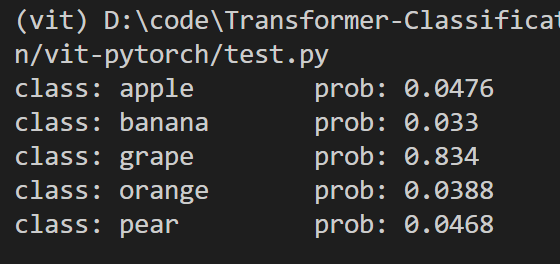 (vit) D:\code\Transformer-Classificat
n/vit-pytorch/test.py
class: apple        prob: 0.0476
class: banana       prob: 0.033
class: grape        prob: 0.834
class: orange       prob: 0.0388
class: pear         prob: 0.0468